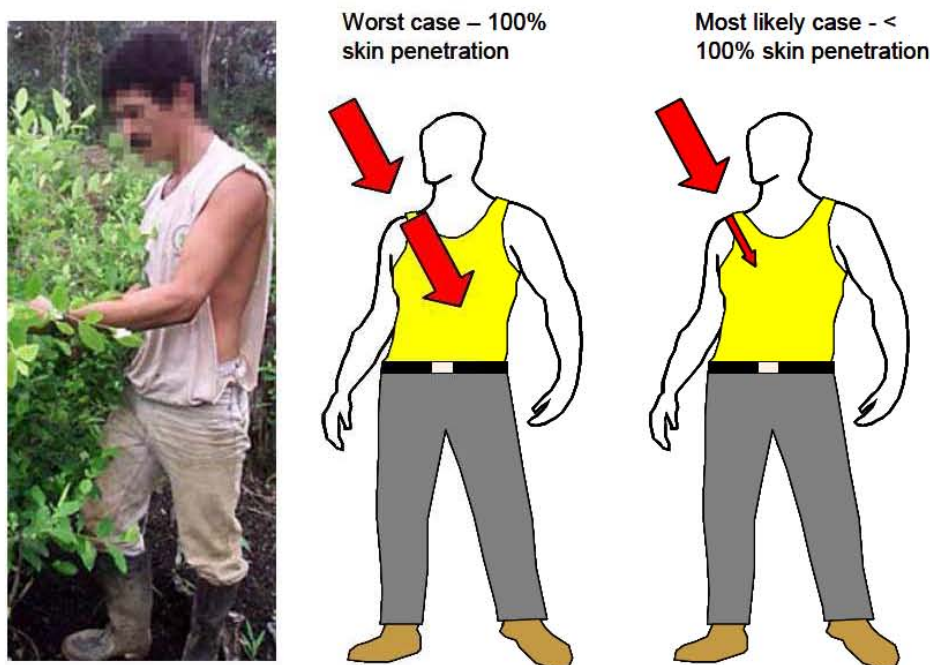 Worst case – 100%
skin penetration
Most likely case - <
100% skin penetration